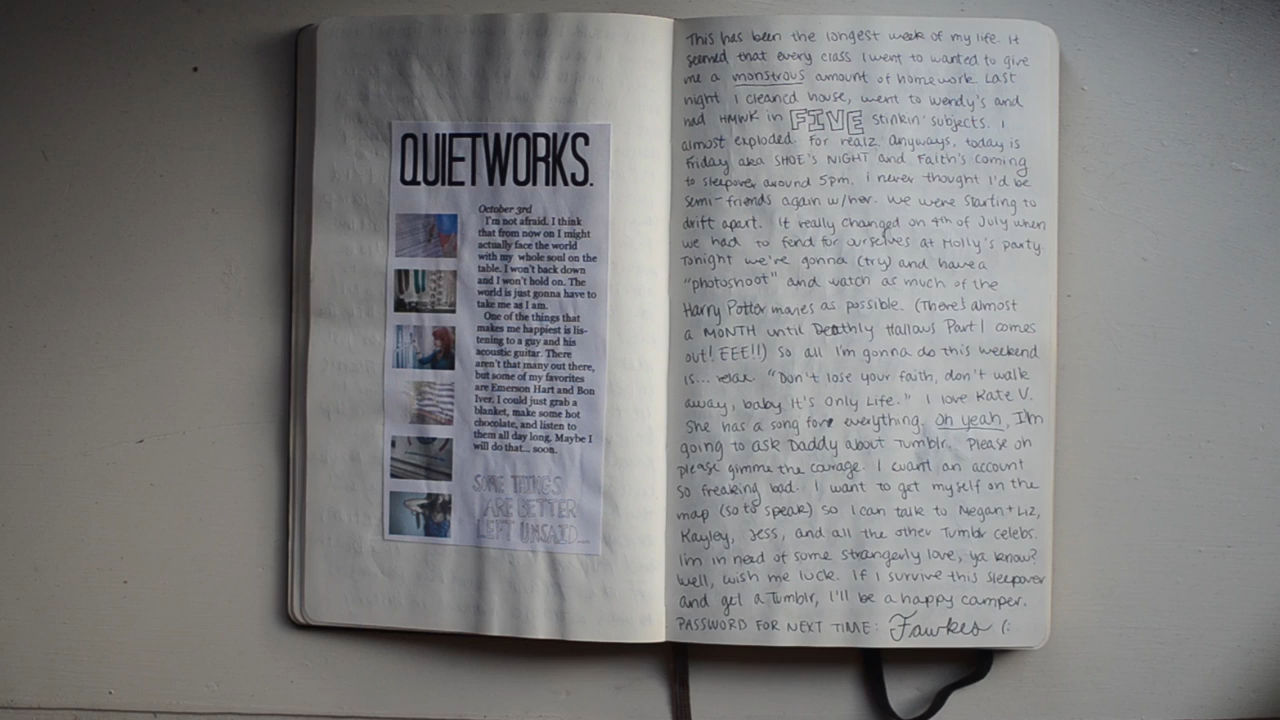 QUIETWORKS.
October 3rd
I'm not afraid. I think
that from now on I might
actually face the world
with my whole soul on the
table. I won't back down
and I won't hold on. The
world is just gonna have to
take me as I am.
One of the things that
makes me happiest is lis-
tening to a guy and his
acoustic guitar. There
aren't that many out there,
but some of my favorites
are Emerson Hart and Bon
Iver. I could just grab a
blanket, make some hot
chocolate, and listen to
them all day long. Maybe I
will do that... soon.
SOME THINGS
ARE BETTER
LEFT UNSAID...
This has been the longest week of my life. It
seemed that every class I went to wanted to give
me a monstrous amount of homework. Last
night I cleaned house, went to Wendy's and
had HMWK in FIVE stinkin' subjects. I
almost exploded. For realz. Anyways, today is
Friday aka SHOE'S NIGHT and Faith's coming
to sleepover around 5pm. I never thought I'd be
semi-friends again w/her. We were starting to
drift apart. It really changed on 4th of July when
we had to fend for ourselves at Holly's party.
Tonight we're gonna (try) and have a
"photoshoot" and watch as much of the
Harry Potter movies as possible. (There's almost
a MONTH until Deathly Hallows Part I comes
out! EEE!!) So all I'm gonna do this weekend
is... relax. "Don't lose your faith, don't walk
away, baby It's Only Life." I love Kate V.
She has a song for everything. Oh yeah, I'm
going to ask Daddy about Tumblr. Please oh
please gimme the courage. I want an account
so freaking bad. I want to get myself on the
map (so to speak) so I can talk to Negan + Liz,
Kayley, Jess, and all the other Tumblr celebs.
I'm in need of some strangerly love, ya know?
Well, wish me luck. If I survive this sleepover
and get a Tumblr, I'll be a happy camper.
PASSWORD FOR NEXT TIME: Fawkes (: